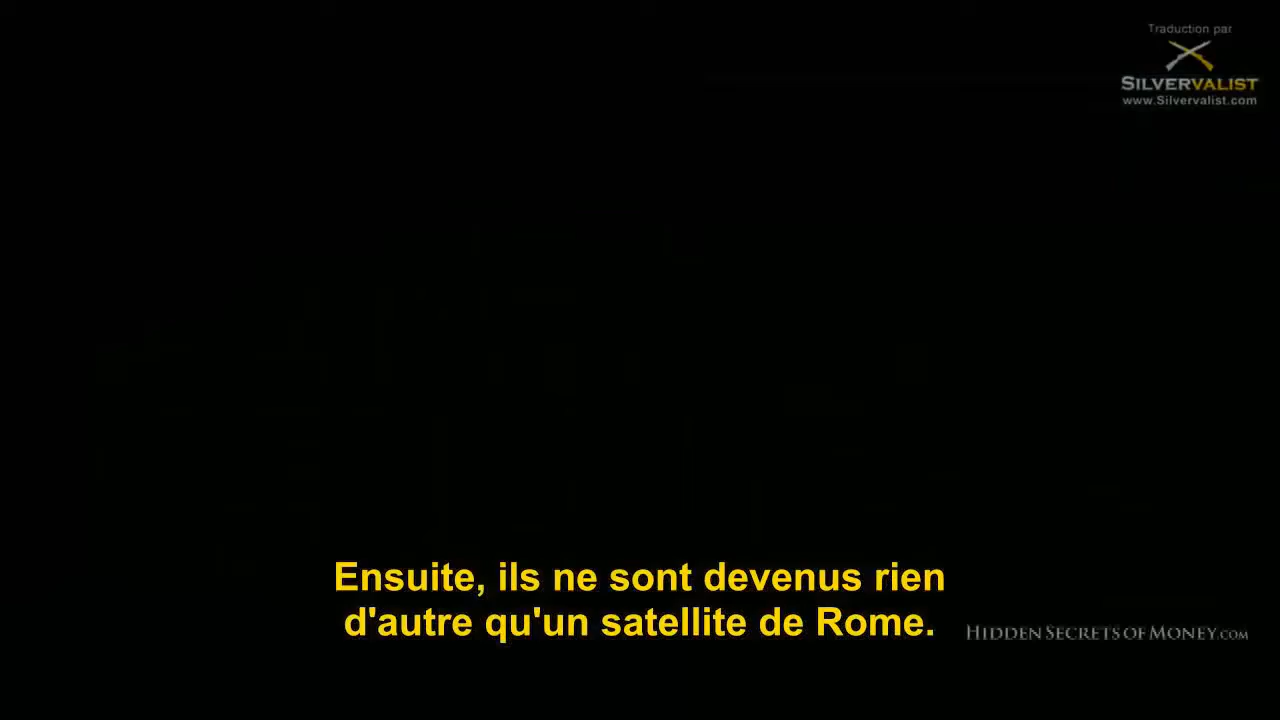 Traduction par
SILVERVALIST
www.Silvervalist.com
Ensuite, ils ne sont devenus rien
d'autre qu'un satellite de Rome.
HIDDEN SECRETS OF MONEY.COM